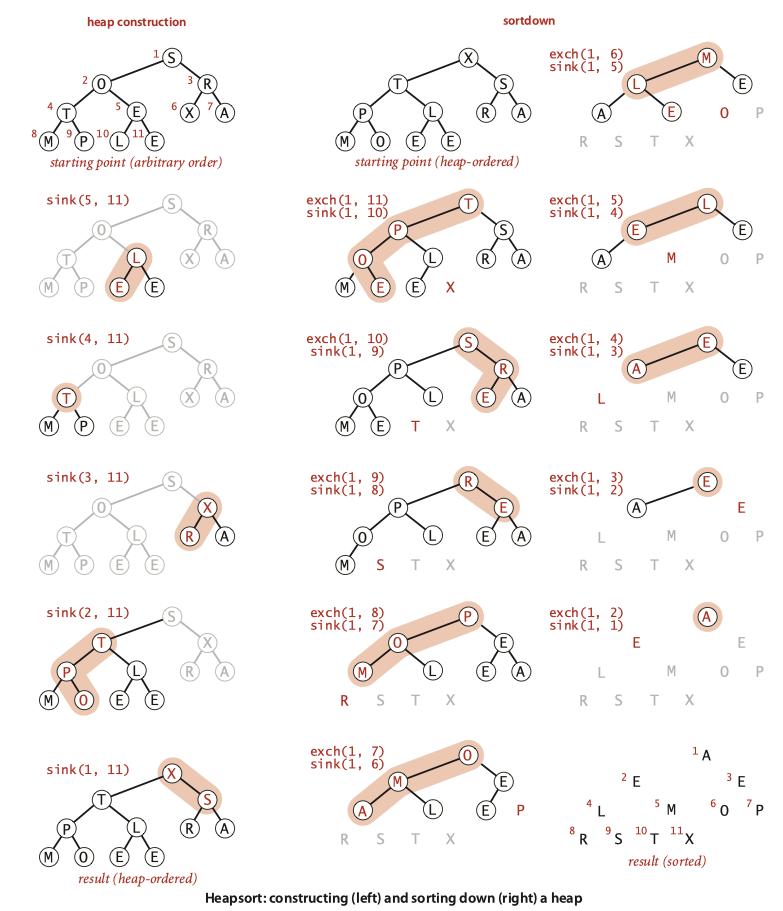 heap construction
1 S
2 O 3 R
4 T 5 E 6 X 7 A
8 M 9 P 10 L 11 E
starting point (arbitrary order)
sink(5, 11)
S
O R
T L X A
M P E E
sink(4, 11)
S
O R
T L X A
M P E E
sink(3, 11)
S
O X
T L R A
M P E E
sink(2, 11)
S
T X
P L R A
M O E E
sink(1, 11)
X
T S
P L R A
M O E E
result (heap-ordered)
sortdown
X
T S
P L R A
M O E E
starting point (heap-ordered)
exch(1, 11)
sink(1, 10)
T
P S
O L R A
M E E X
exch(1, 10)
sink(1, 9)
S
P R
O L E A
M E T X
exch(1, 9)
sink(1, 8)
R
P E
O L E A
M S T X
exch(1, 8)
sink(1, 7)
P
O E
M L E A
R S T X
exch(1, 7)
sink(1, 6)
O
M E
A L E P
R S T X
exch(1, 6)
sink(1, 5)
M
L E
A E O P
R S T X
exch(1, 5)
sink(1, 4)
L
E E
A M O P
R S T X
exch(1, 4)
sink(1, 3)
E
A E
L M O P
R S T X
exch(1, 3)
sink(1, 2)
E
A E
L M O P
R S T X
exch(1, 2)
sink(1, 1)
A
E E
L M O P
R S T X
1 A
2 E 3 E
4 L 5 M 6 O 7 P
8 R 9 S 10 T 11 X
result (sorted)
Heapsort: constructing (left) and sorting down (right) a heap